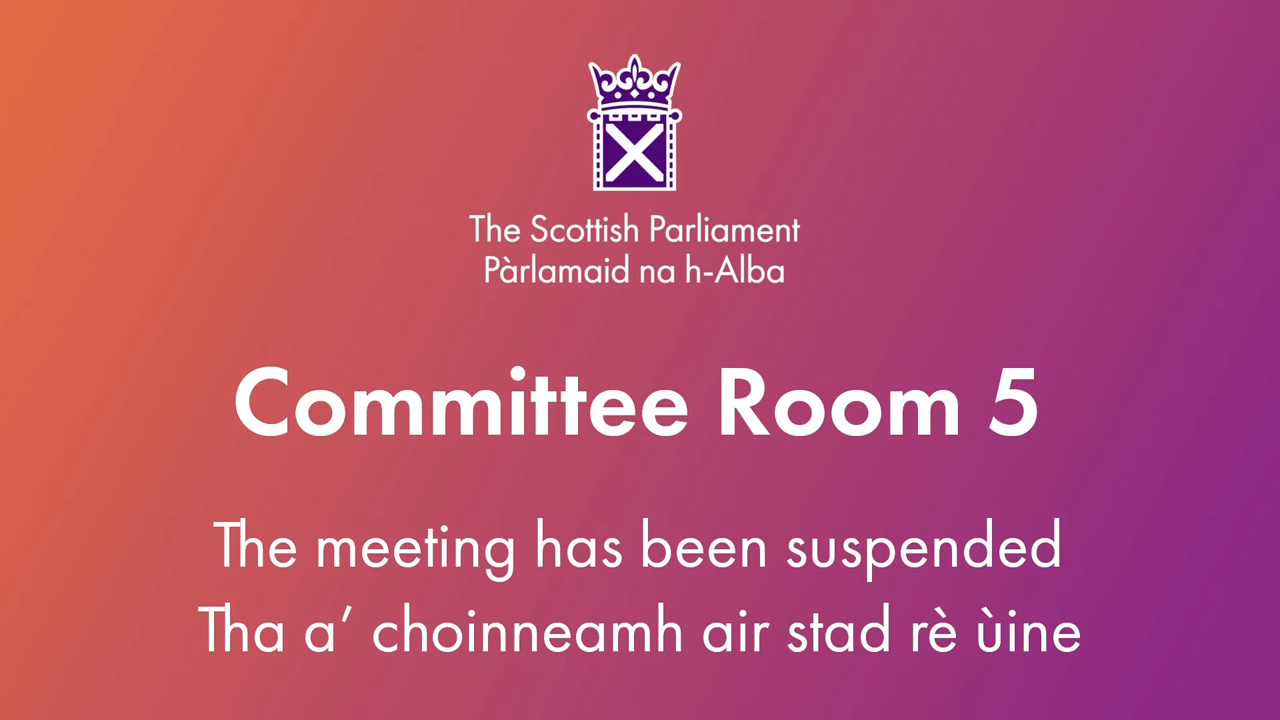 The Scottish Parliament
Pàrlamaid na h-Alba
Committee Room 5
The meeting has been suspended
Tha a’ choinneamh air stad rè ùine